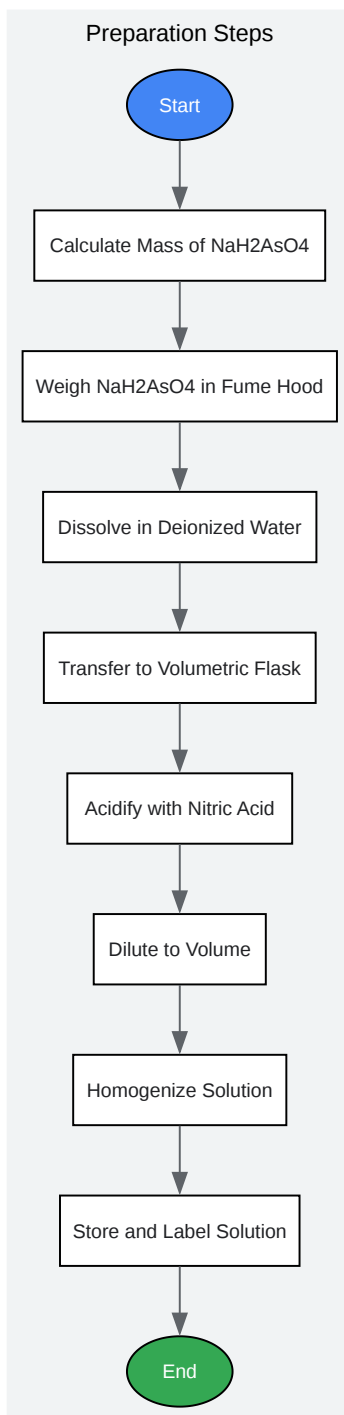 Preparation Steps
Start
Calculate Mass of NaH2AsO4
Weigh NaH2AsO4 in Fume Hood
Dissolve in Deionized Water
Transfer to Volumetric Flask
Acidify with Nitric Acid
Dilute to Volume
Homogenize Solution
Store and Label Solution
End